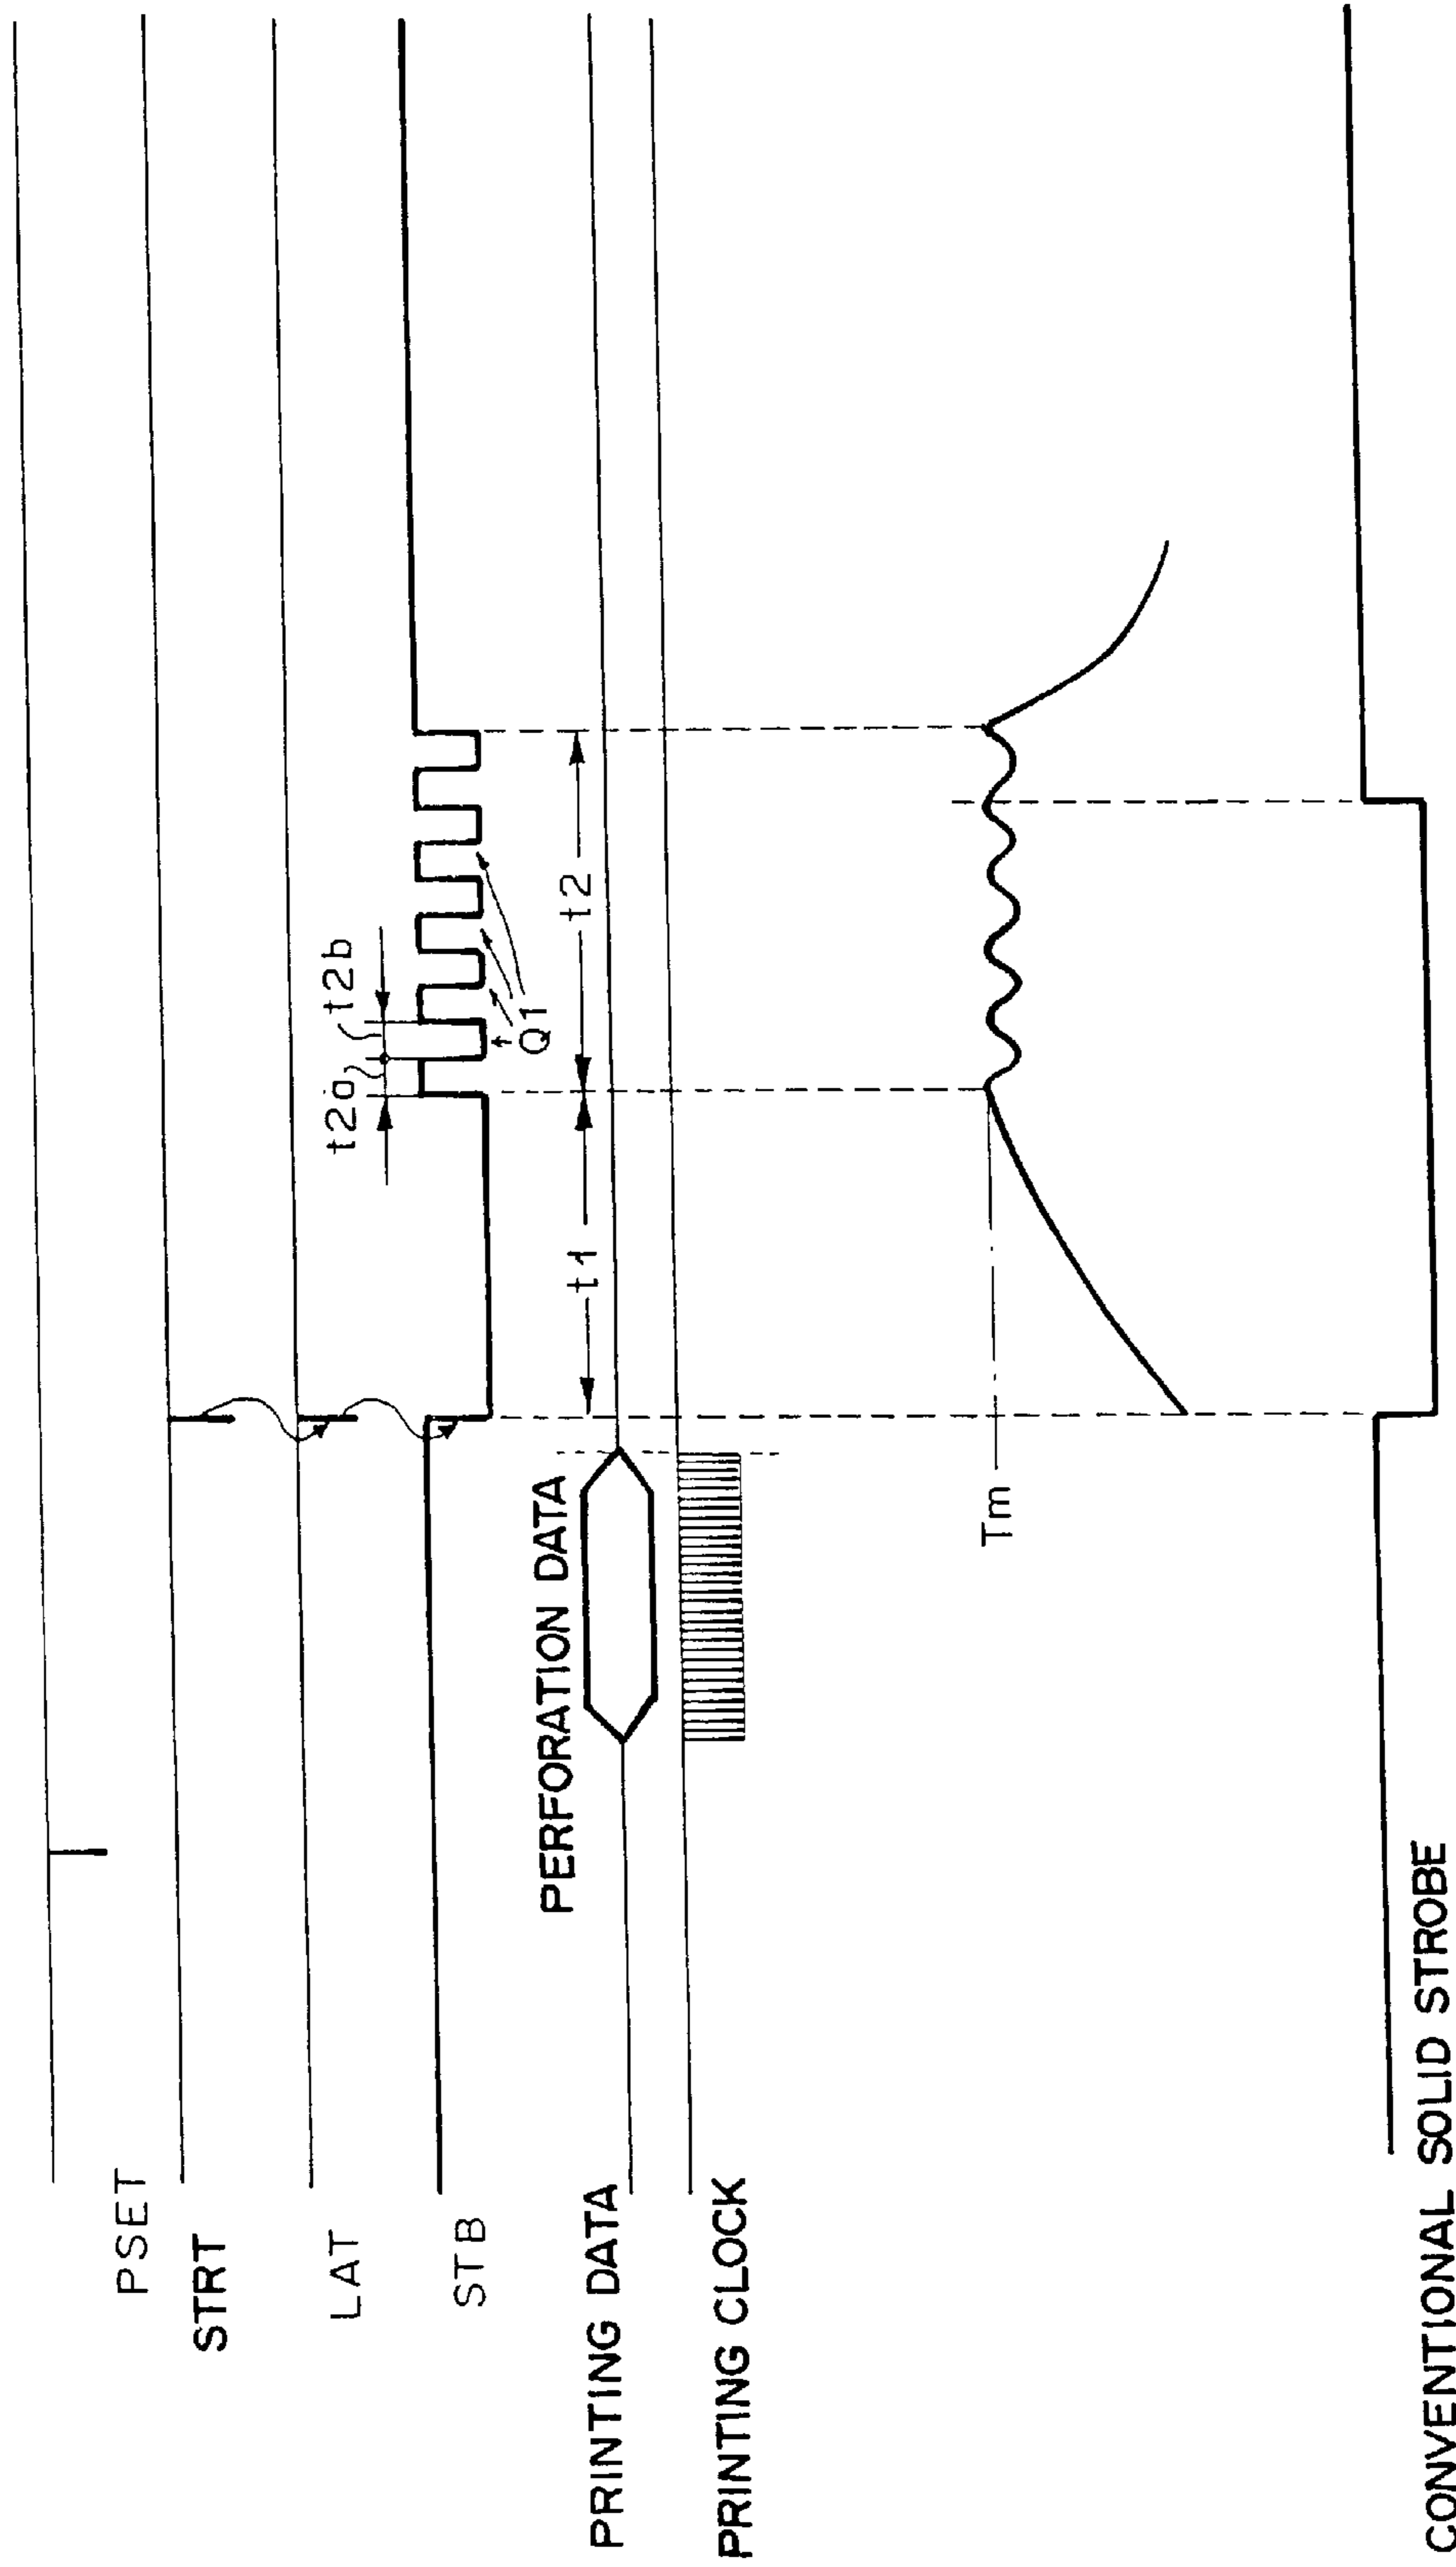 PSET
STRT
LAT
STB
t2a
t2b
Q1
t1
t2
PERFORATION DATA
PRINTING DATA
PRINTING CLOCK
Tm
CONVENTIONAL SOLID STROBE